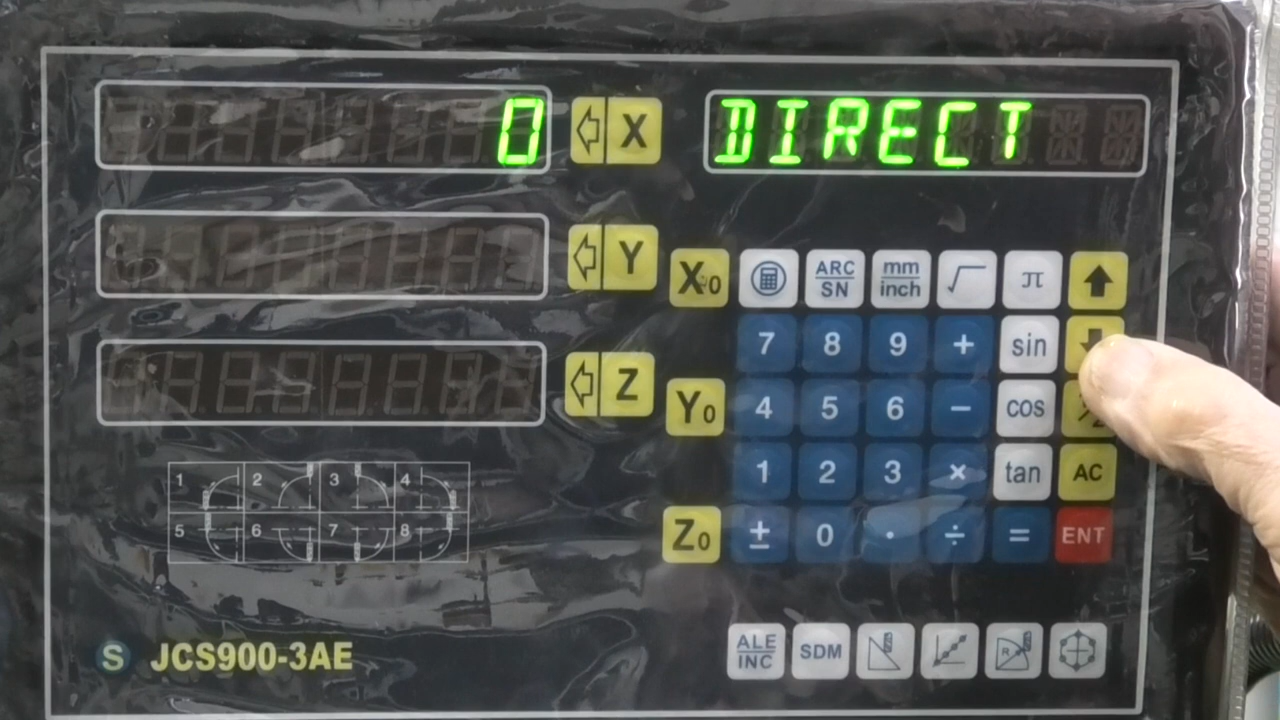 0 X DIRECT
Y
X0 ARC SN mm inch √ π
7 8 9 + sin
Z
Y0 4 5 6 − cos
1 2 3 4
1 2 3 × tan AC
5 6 7 8
Z0 ± 0 · ÷ = ENT
S JCS900-3AE
ALE INC SDM R